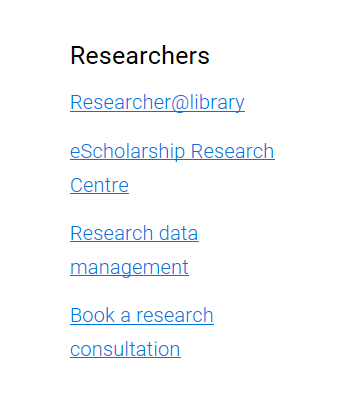 Researchers
Researcher@library
eScholarship Research
Centre
Research data
management
Book a research
consultation